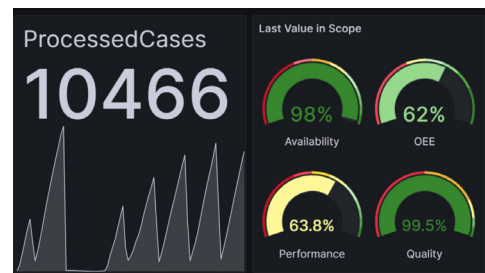 ProcessedCases
10466
Last Value in Scope
98%
Availability
62%
OEE
63.8%
Performance
99.5%
Quality